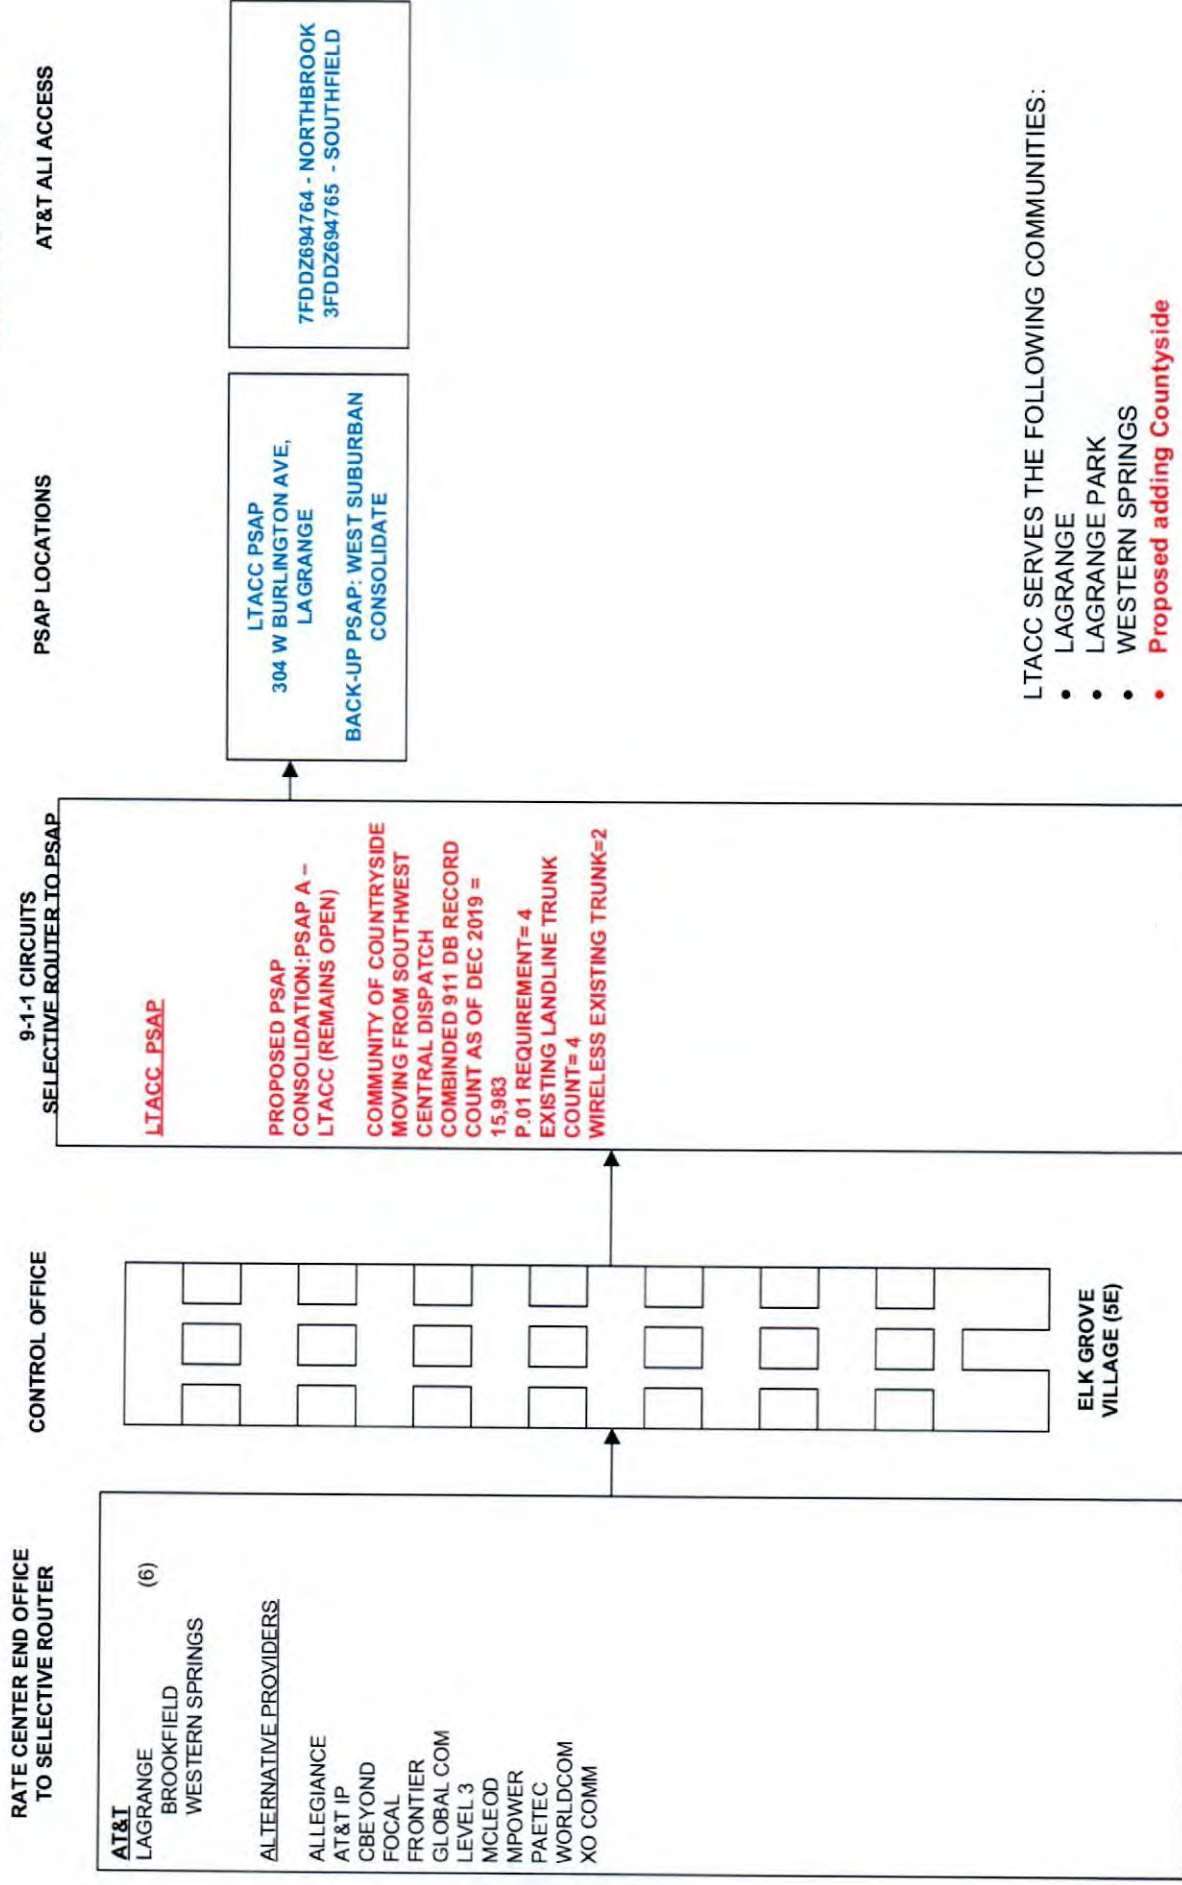 RATE CENTER END OFFICE
TO SELECTIVE ROUTER
AT&T
LAGRANGE (6)
BROOKFIELD
WESTERN SPRINGS
ALTERNATIVE PROVIDERS
ALLEGIANCE
AT&T IP
CBEYOND
FOCAL
FRONTIER
GLOBAL COM
LEVEL 3
MCLEOD
MPOWER
PAETEC
WORLDCOM
XO COMM
CONTROL OFFICE
ELK GROVE
VILLAGE (5E)
9-1-1 CIRCUITS
SELECTIVE ROUTER TO PSAP
LTACC PSAP
PROPOSED PSAP
CONSOLIDATION:PSAP A –
LTACC (REMAINS OPEN)
COMMUNITY OF COUNTRYSIDE
MOVING FROM SOUTHWEST
CENTRAL DISPATCH
COMBINDED 911 DB RECORD
COUNT AS OF DEC 2019 =
15,983
P.01 REQUIREMENT= 4
EXISTING LANDLINE TRUNK
COUNT= 4
WIRELESS EXISTING TRUNK=2
PSAP LOCATIONS
LTACC PSAP
304 W BURLINGTON AVE,
LAGRANGE
BACK-UP PSAP: WEST SUBURBAN
CONSOLIDATE
AT&T ALI ACCESS
7FDDZ694764 - NORTHBROOK
3FDDZ694765 - SOUTHFIELD
LTACC SERVES THE FOLLOWING COMMUNITIES:
• LAGRANGE
• LAGRANGE PARK
• WESTERN SPRINGS
• Proposed adding Countyside